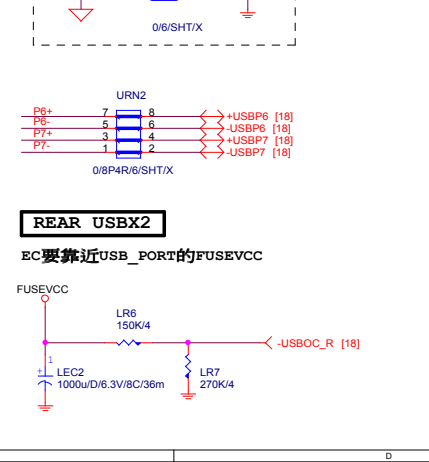 0/6/SHT/X
URN2
P6+ 7 8 +USBP6 [18]
P6- 5 6 -USBP6 [18]
P7+ 3 4 +USBP7 [18]
P7- 1 2 -USBP7 [18]
0/8P4R/6/SHT/X
REAR USBX2
EC要靠近USB_PORT的FUSEVCC
FUSEVCC
LR6
150K/4
-USBOC_R [18]
1
+ LEC2
1000u/D/6.3V/8C/36m
LR7
270K/4
D